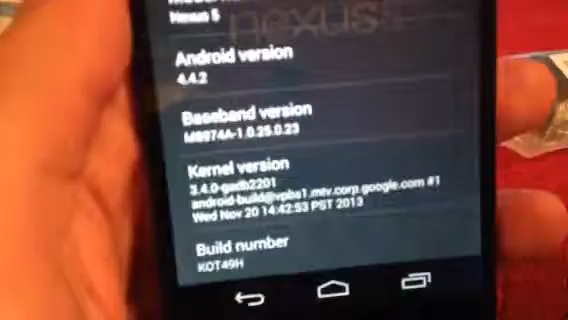 nexus
Nexus 5
Android version
4.4.2
Baseband version
M8974A-1.0.25.0.23
Kernel version
3.4.0-gadb2201
android-build@vpbs1.mtv.corp.google.com #1
Wed Nov 20 14:42:53 PST 2013
Build number
KOT49H